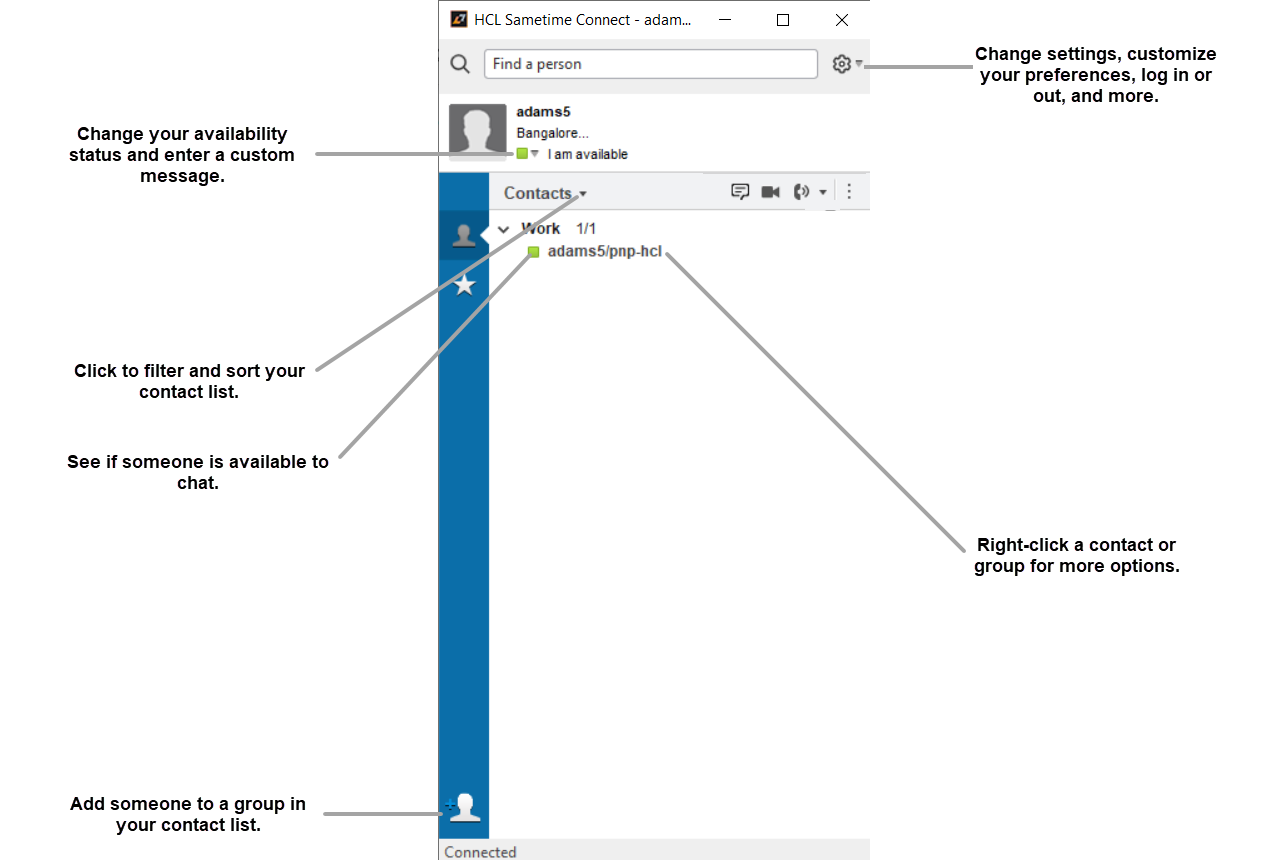 HCL Sametime Connect - adam...
Find a person
Change settings, customize
your preferences, log in or
out, and more.
adams5
Bangalore...
I am available
Change your availability
status and enter a custom
message.
Contacts
Work 1/1
adams5/pnp-hcl
Click to filter and sort your
contact list.
See if someone is available to
chat.
Right-click a contact or
group for more options.
Add someone to a group in
your contact list.
Connected